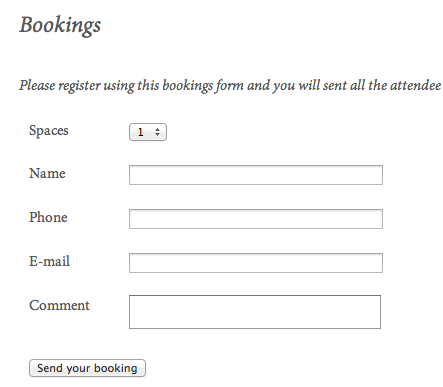 Bookings
Please register using this bookings form and you will sent all the attendee
Spaces 1
Name
Phone
E-mail
Comment
Send your booking